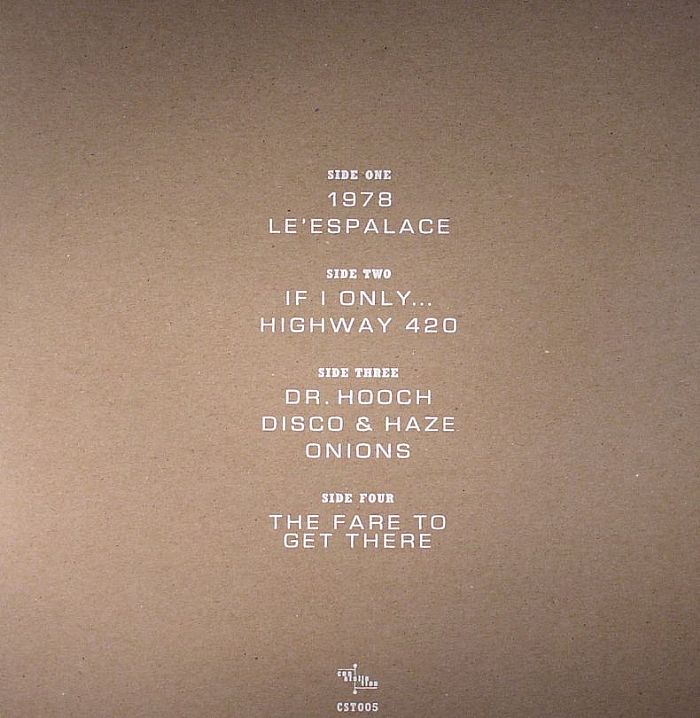 SIDE ONE
1978
LE'ESPALACE
SIDE TWO
IF I ONLY...
HIGHWAY 420
SIDE THREE
DR. HOOCH
DISCO & HAZE
ONIONS
SIDE FOUR
THE FARE TO
GET THERE
CST005